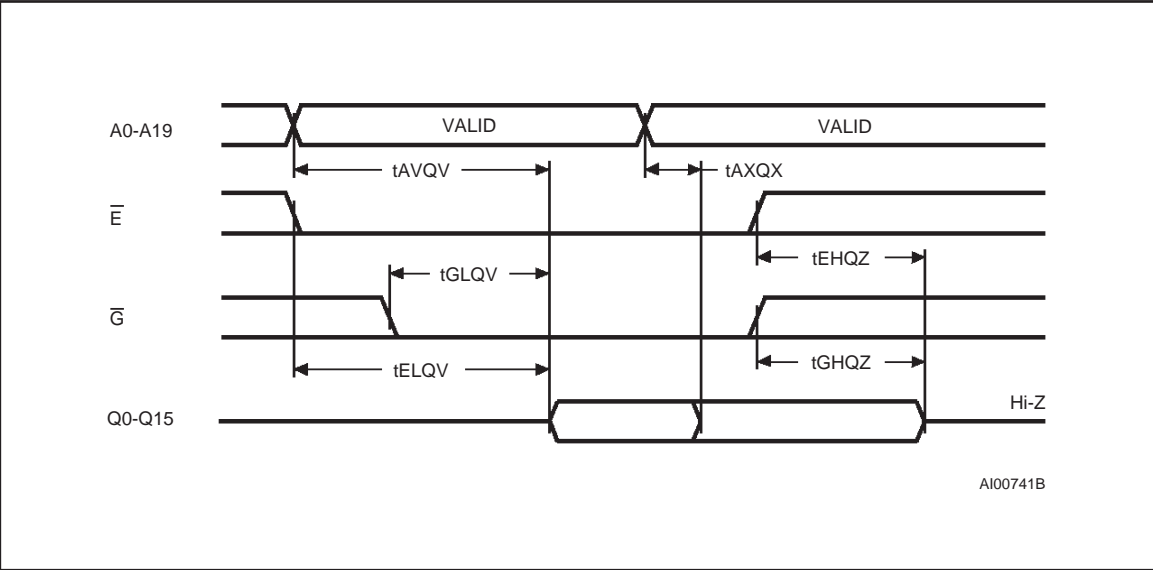 A0-A19
VALID
VALID
tAVQV
tAXQX
E̅
tEHQZ
tGLQV
G̅
tELQV
tGHQZ
Q0-Q15
Hi-Z
AI00741B